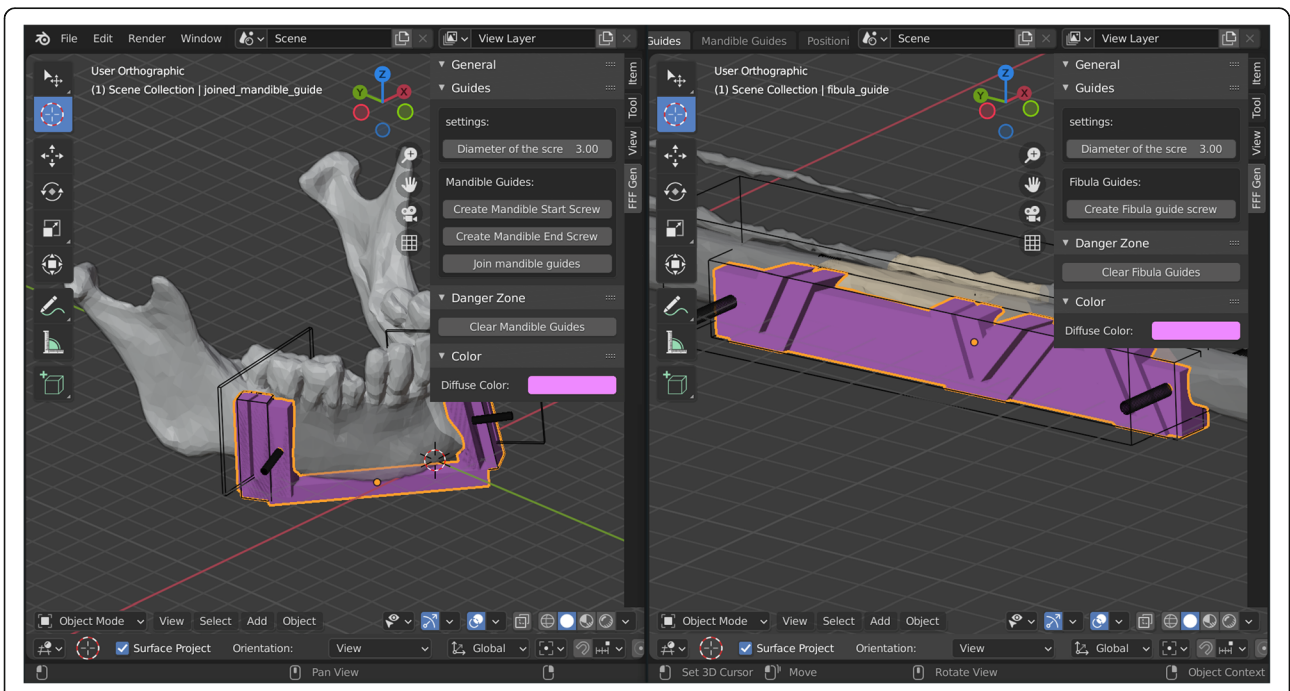 File Edit Render Window Scene View Layer
User Orthographic
(1) Scene Collection | joined_mandible_guide
Z
Y
X
General
Guides
settings:
Diameter of the scre 3.00
Mandible Guides:
Create Mandible Start Screw
Create Mandible End Screw
Join mandible guides
Danger Zone
Clear Mandible Guides
Color
Diffuse Color:
Item
Tool
View
FFF Gen
Object Mode View Select Add Object
Surface Project Orientation: View Global
Pan View
Guides Mandible Guides Positioni Scene View Layer
User Orthographic
(1) Scene Collection | fibula_guide
Z
Y
X
General
Guides
settings:
Diameter of the scre 3.00
Fibula Guides:
Create Fibula guide screw
Danger Zone
Clear Fibula Guides
Color
Diffuse Color:
Item
Tool
View
FFF Gen
Object Mode View Select Add Object
Surface Project Orientation: View Global
Set 3D Cursor Move Rotate View Object Context